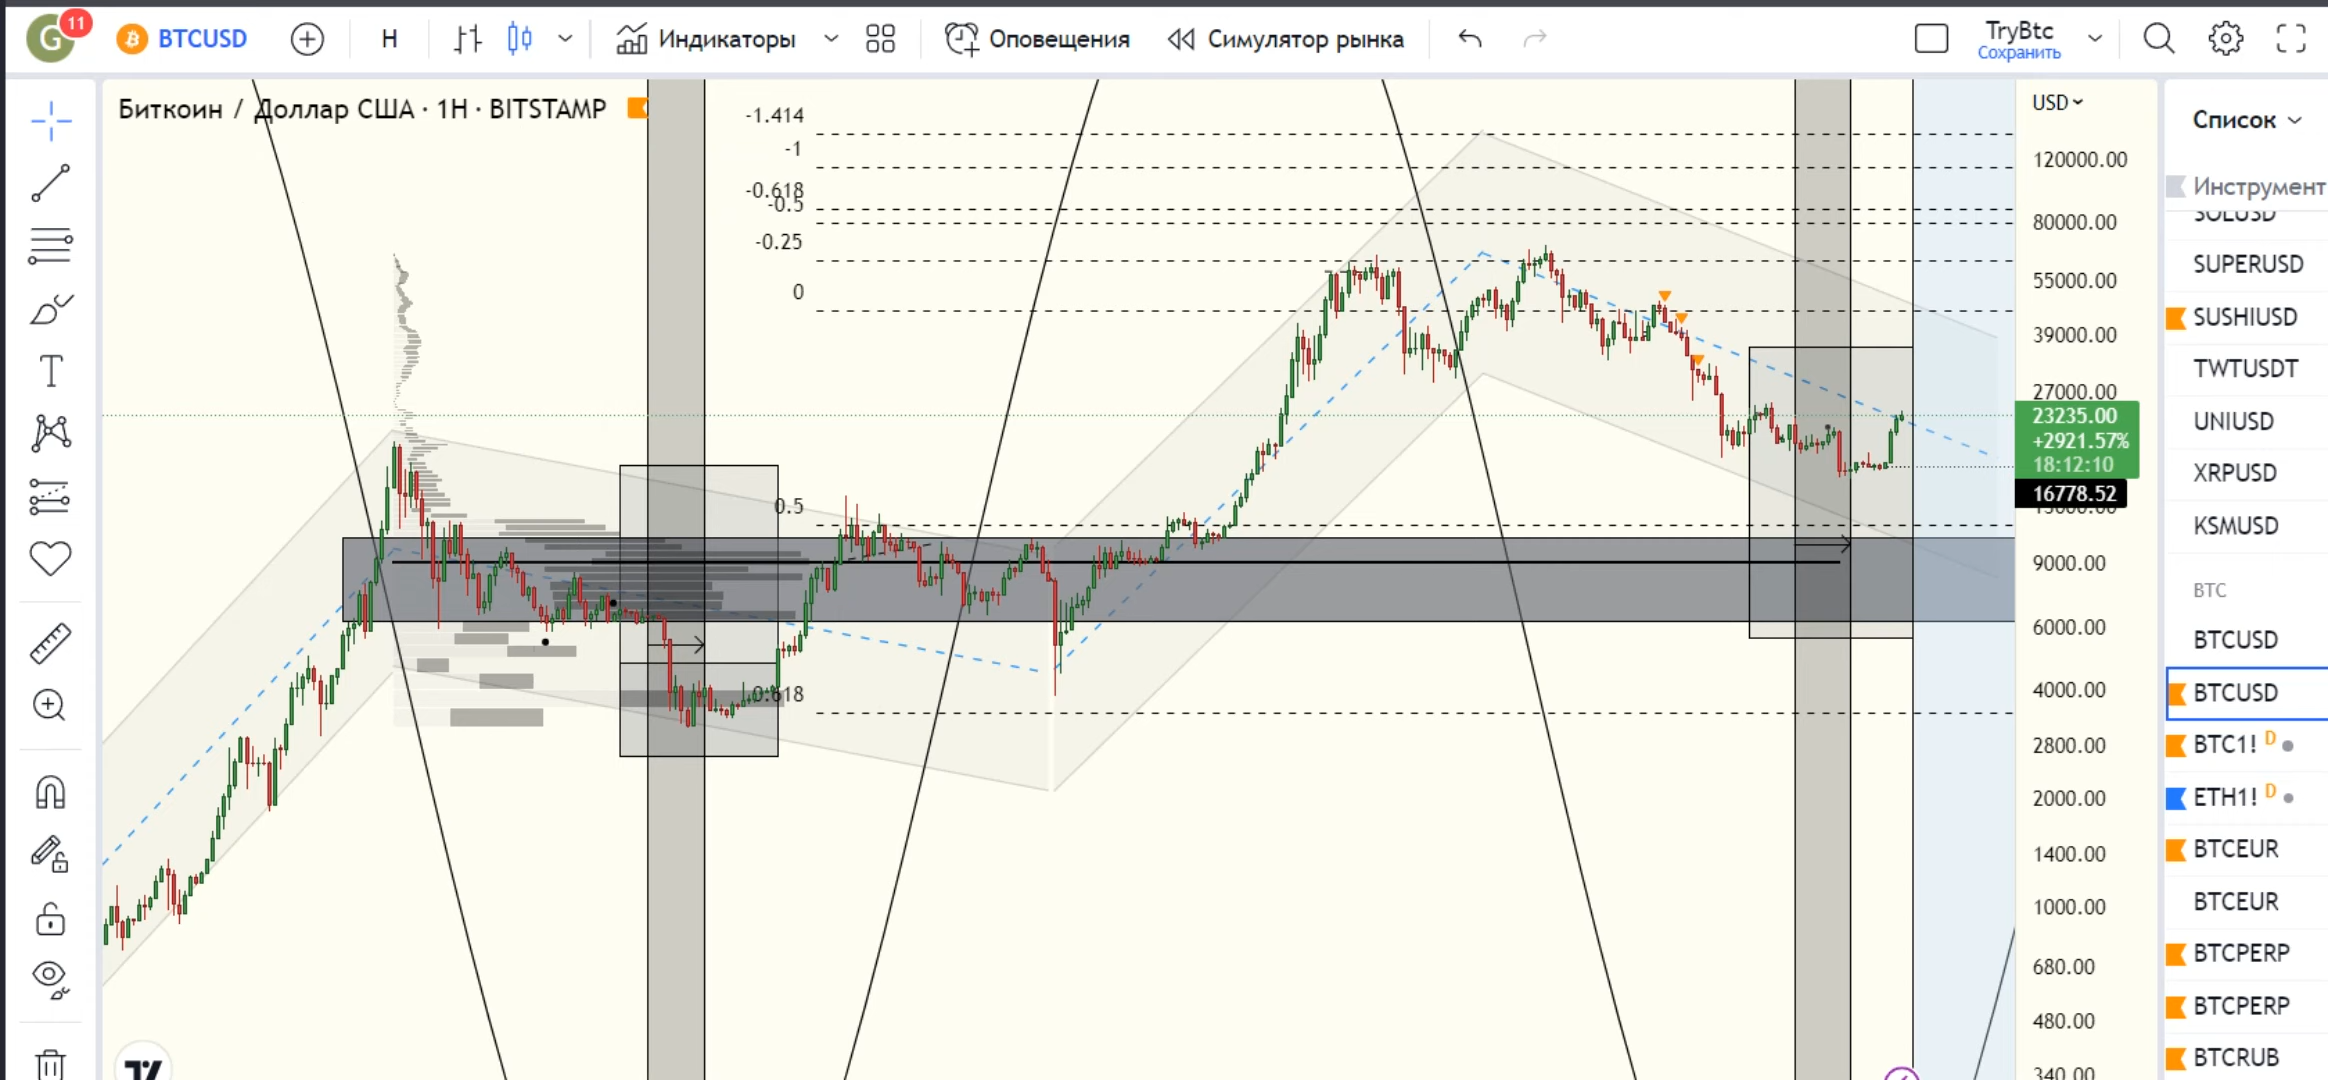 G 11 BTCUSD Н Индикаторы Оповещения Симулятор рынка TryBtc
Сохранить
Биткоин / Доллар США · 1Н · BITSTAMP
-1.414
-1
-0.618
-0.5
-0.25
0
0.5
0.618
USD
120000.00
80000.00
55000.00
39000.00
27000.00
23235.00
+2921.57%
18:12:10
16778.52
15000.00
9000.00
6000.00
4000.00
2800.00
2000.00
1400.00
1000.00
680.00
480.00
340.00
Список
Инструмент
SOLUSD
SUPERUSD
SUSHIUSD
TWTUSDT
UNIUSD
XRPUSD
KSMUSD
BTC
BTCUSD
BTCUSD
BTC1! D
ETH1! D
BTCEUR
BTCEUR
BTCPERP
BTCPERP
BTCRUB